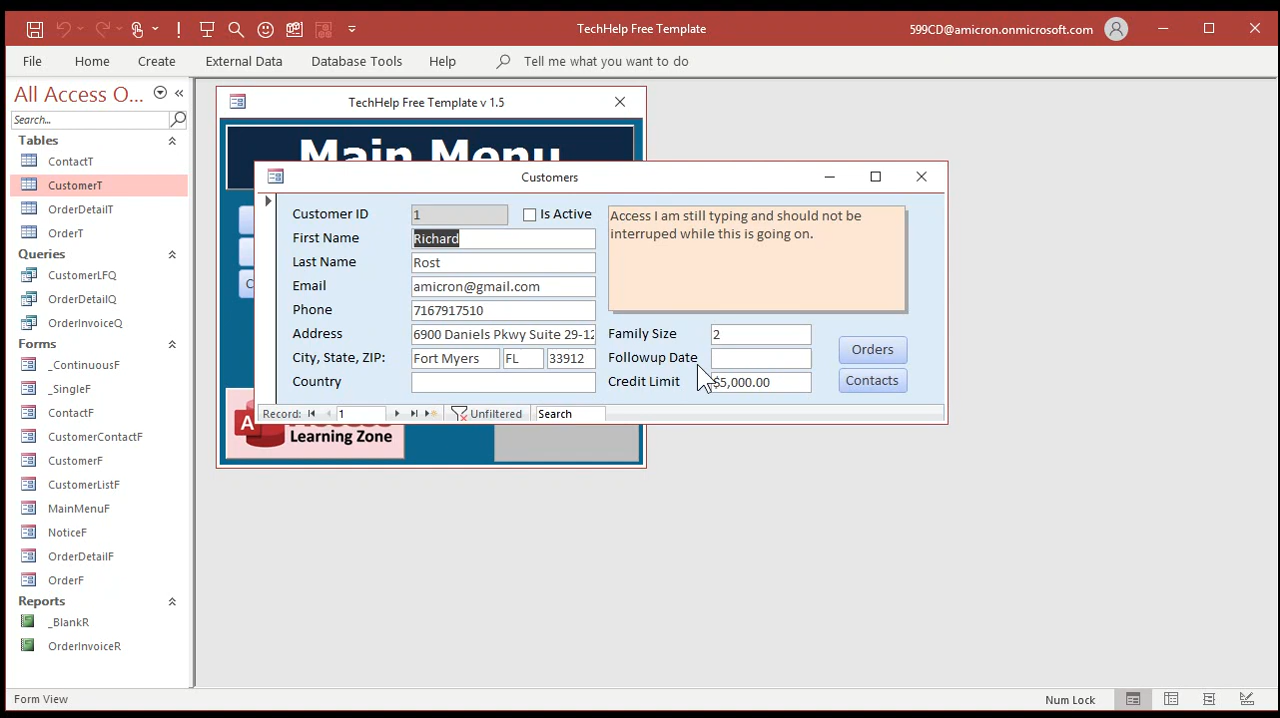 TechHelp Free Template
599CD@amicron.onmicrosoft.com
File Home Create External Data Database Tools Help Tell me what you want to do
All Access O... «
Search...
Tables
ContactT
CustomerT
OrderDetailT
OrderT
Queries
CustomerLFQ
OrderDetailQ
OrderInvoiceQ
Forms
_ContinuousF
_SingleF
ContactF
CustomerContactF
CustomerF
CustomerListF
MainMenuF
NoticeF
OrderDetailF
OrderF
Reports
_BlankR
OrderInvoiceR
TechHelp Free Template v 1.5
Main Menu
C
Customers
Customer ID 1 Is Active
First Name Richard
Last Name Rost
Email amicron@gmail.com
Phone 7167917510
Address 6900 Daniels Pkwy Suite 29-12
City, State, ZIP: Fort Myers FL 33912
Country
Access I am still typing and should not be
interruped while this is going on.
Family Size 2
Followup Date
Credit Limit $5,000.00
Orders
Contacts
Record: 1 Unfiltered Search
A
Learning Zone
Form View
Num Lock